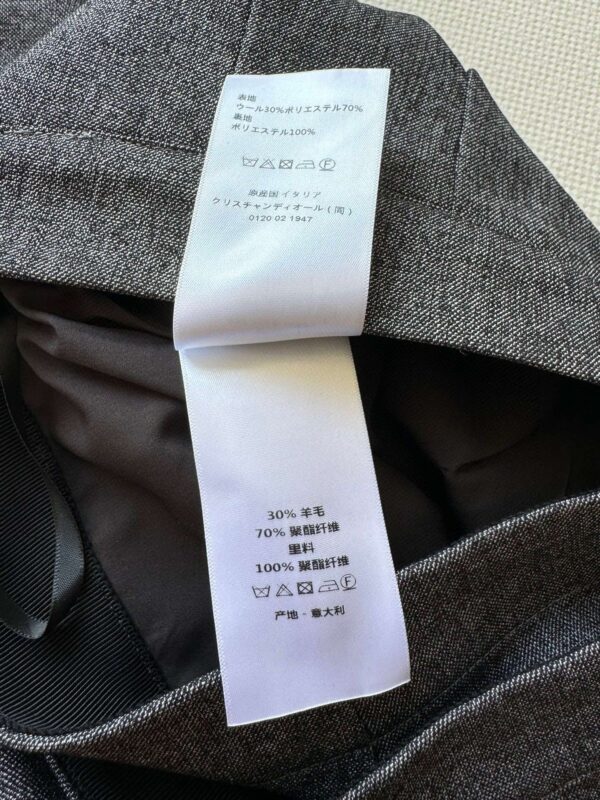 表地
ウール30%ポリエステル70%
裏地
ポリエステル100%
原産国 イタリア
クリスチャンディオール(同)
0120 02 1947
30% 羊毛
70% 聚酯纤维
里料
100% 聚酯纤维
F
产地 - 意大利